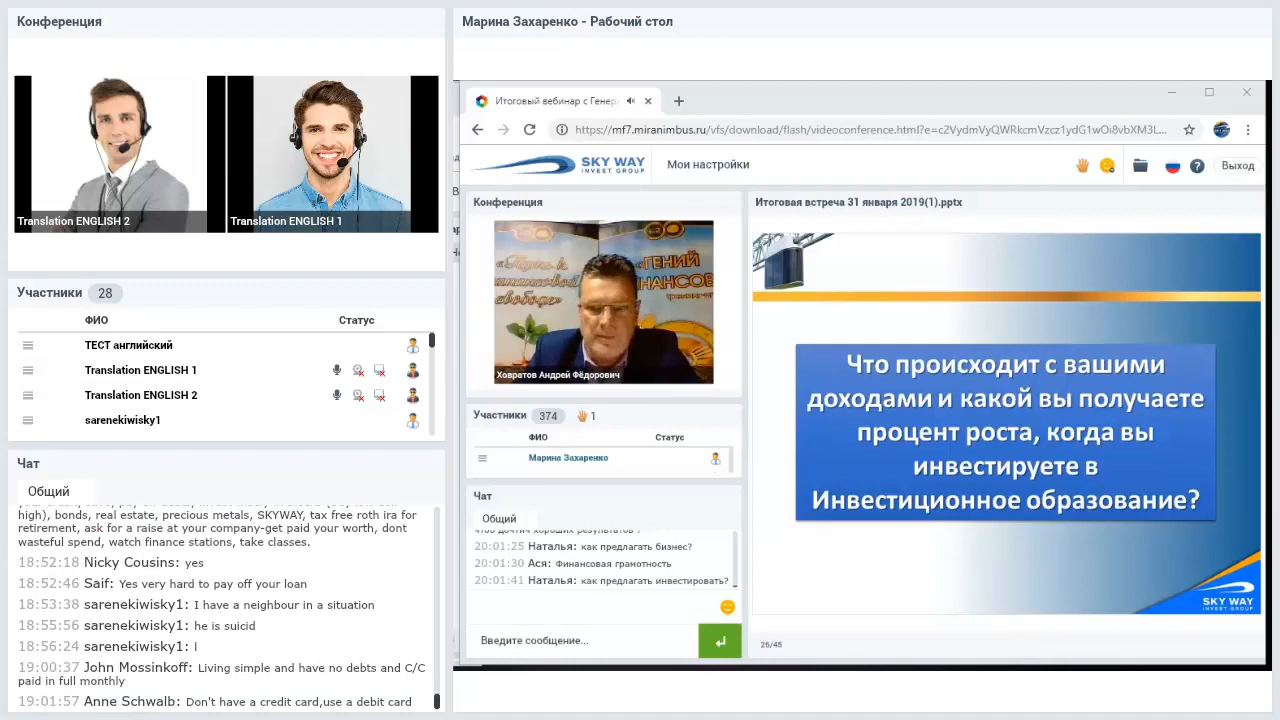 Конференция
Translation ENGLISH 2
Translation ENGLISH 1
Участники 28
ФИО Статус
ТЕСТ английский
Translation ENGLISH 1
Translation ENGLISH 2
sarenekiwisky1
Чат
Общий
high), bonds, real estate, precious metals, SKYWAY, tax free roth ira for
retirement, ask for a raise at your company-get paid your worth, dont
wasteful spend, watch finance stations, take classes.
18:52:18 Nicky Cousins: yes
18:52:46 Saif: Yes very hard to pay off your loan
18:53:38 sarenekiwisky1: I have a neighbour in a situation
18:55:56 sarenekiwisky1: he is suicid
18:56:24 sarenekiwisky1: I
19:00:37 John Mossinkoff: Living simple and have no debts and C/C
paid in full monthly
19:01:57 Anne Schwalb: Don't have a credit card,use a debit card
Марина Захаренко - Рабочий стол
Итоговый вебинар с Генер
https://mf7.miranimbus.ru/vfs/download/flash/videoconference.html?e=c2VydmVyQWRkcmVzcz1ydG1wOi8vbXM3L...
SKY WAY
INVEST GROUP
Мои настройки
Выход
Конференция
«Путь к
финансовой
свободе»
«ГЕНИЙ
ФИНАНСОВ
Ховратов Андрей Фёдорович
Участники 374 1
ФИО Статус
Марина Захаренко
Чат
Общий
20:01:25 Наталья: как предлагать бизнес?
20:01:30 Ася: Финансовая грамотность
20:01:41 Наталья: как предлагать инвестировать?
Введите сообщение...
Итоговая встреча 31 января 2019(1).pptx
Что происходит с вашими
доходами и какой вы получаете
процент роста, когда вы
инвестируете в
Инвестиционное образование?
SKY WAY
INVEST GROUP
26/45